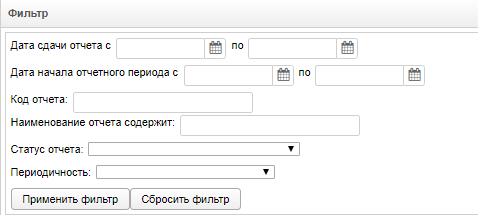 Фильтр
Дата сдачи отчета с по
Дата начала отчетного периода с по
Код отчета:
Наименование отчета содержит:
Статус отчета:
Периодичность:
Применить фильтр Сбросить фильтр